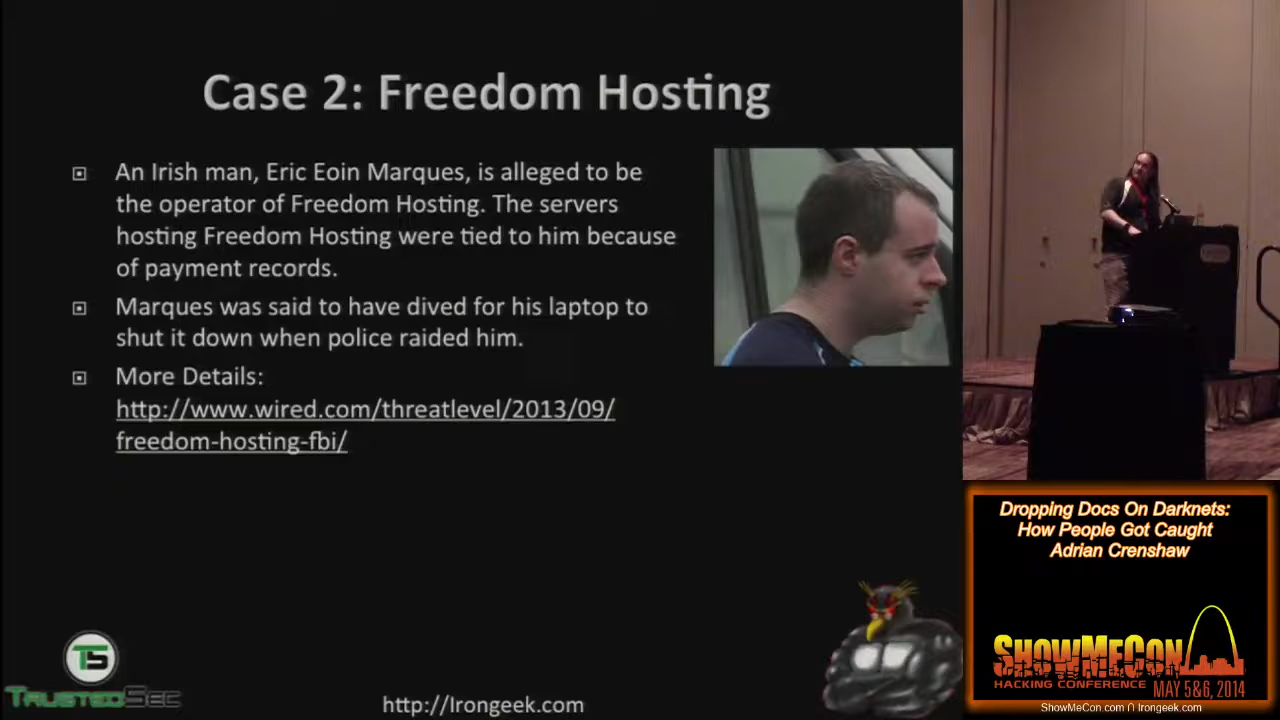 Case 2: Freedom Hosting
An Irish man, Eric Eoin Marques, is alleged to be
the operator of Freedom Hosting. The servers
hosting Freedom Hosting were tied to him because
of payment records.
Marques was said to have dived for his laptop to
shut it down when police raided him.
More Details:
http://www.wired.com/threatlevel/2013/09/
freedom-hosting-fbi/
TS
TRUSTEDSEC
http://Irongeek.com
Dropping Docs On Darknets:
How People Got Caught
Adrian Crenshaw
SHOWMECON
HACKING CONFERENCE
MAY 5&6, 2014
ShowMeCon.com ∩ Irongeek.com